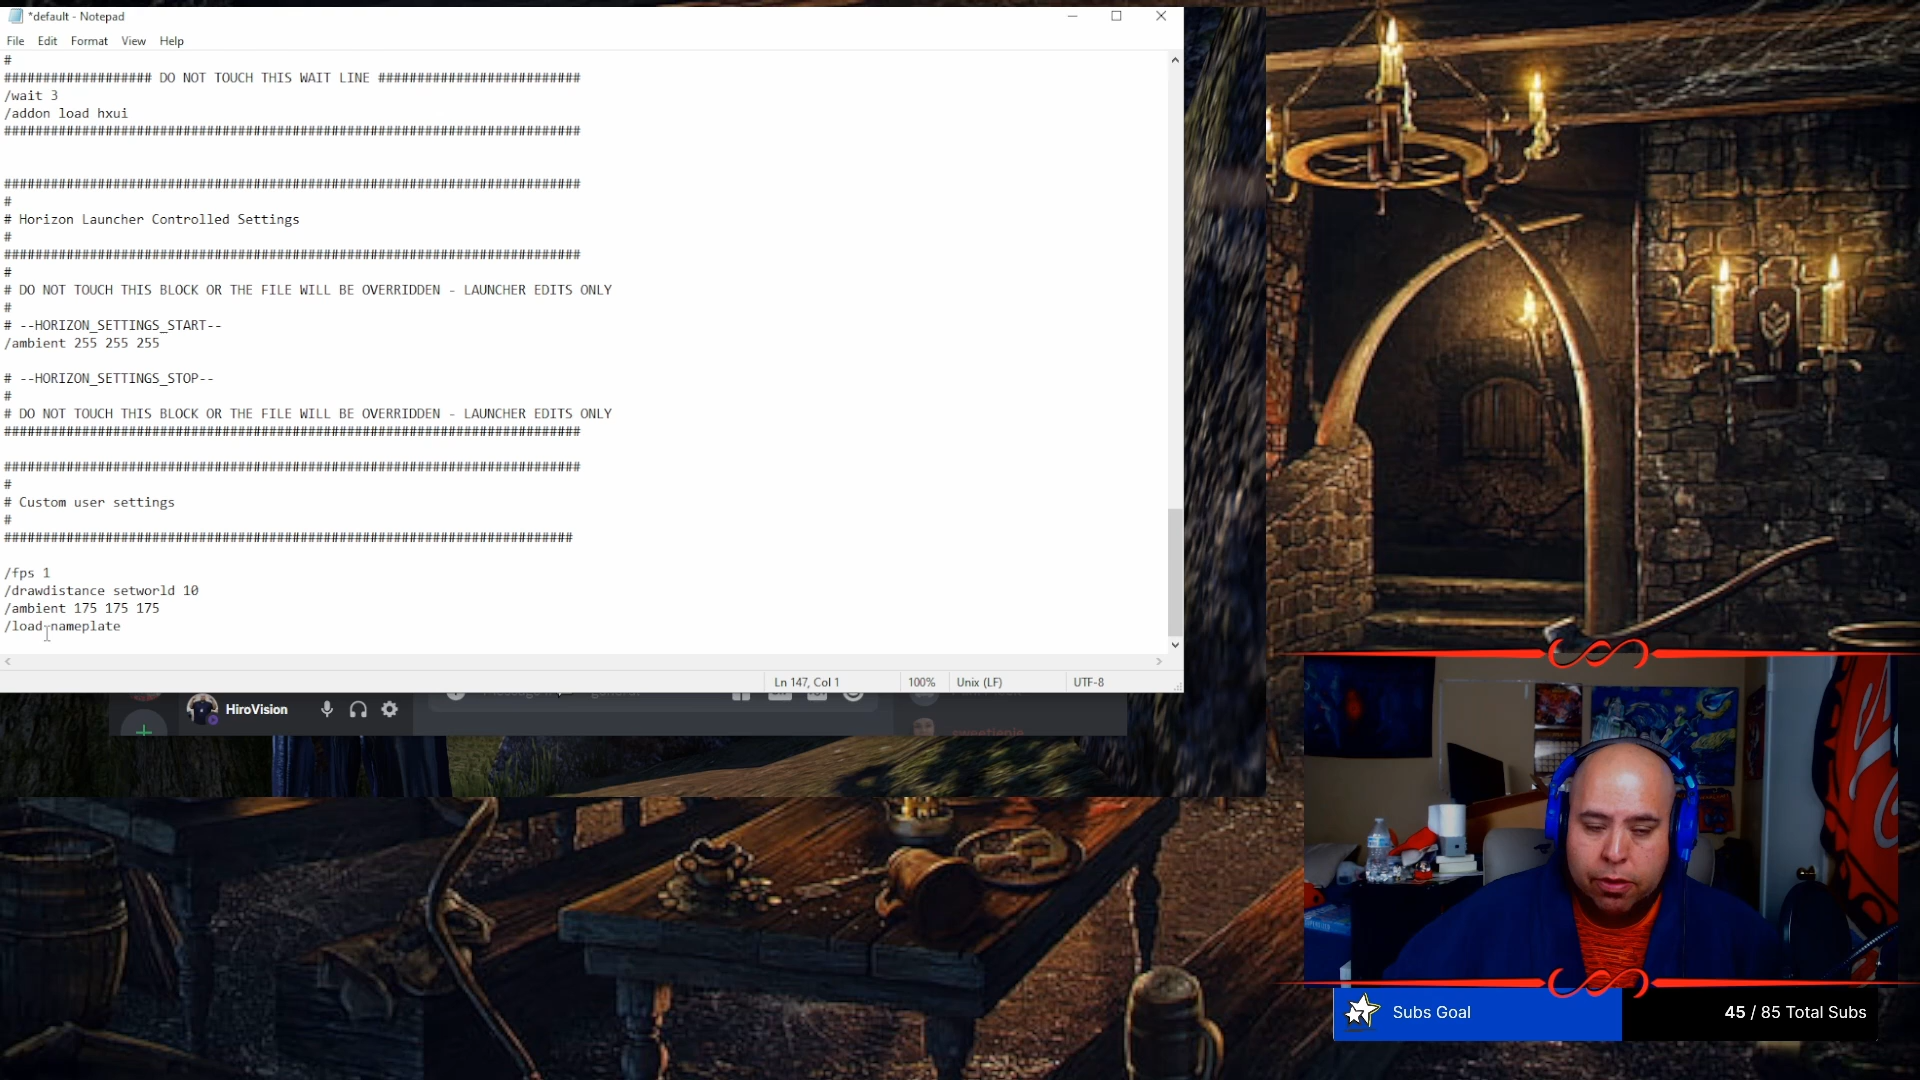 *default - Notepad
File Edit Format View Help
#
################### DO NOT TOUCH THIS WAIT LINE ##########################
/wait 3
/addon load hxui
##########################################################################
##########################################################################
#
# Horizon Launcher Controlled Settings
#
##########################################################################
#
# DO NOT TOUCH THIS BLOCK OR THE FILE WILL BE OVERRIDDEN - LAUNCHER EDITS ONLY
#
# --HORIZON_SETTINGS_START--
/ambient 255 255 255
# --HORIZON_SETTINGS_STOP--
#
# DO NOT TOUCH THIS BLOCK OR THE FILE WILL BE OVERRIDDEN - LAUNCHER EDITS ONLY
##########################################################################
##########################################################################
#
# Custom user settings
#
#########################################################################
/fps 1
/drawdistance setworld 10
/ambient 175 175 175
/load nameplate
Ln 147, Col 1 100% Unix (LF) UTF-8
HiroVision
sweetiepie
Subs Goal
45 / 85 Total Subs